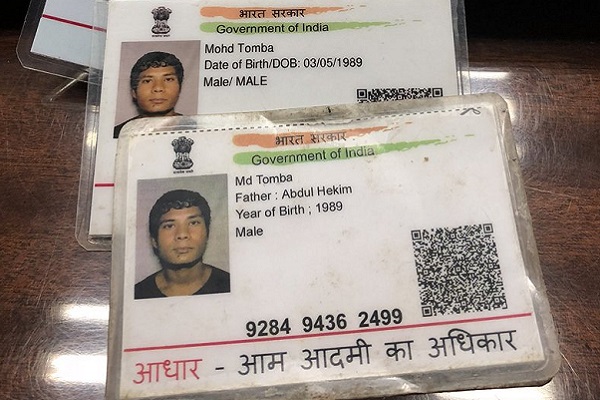 भारत सरकार
Government of India
Mohd Tomba
Date of Birth/DOB: 03/05/1989
Male/ MALE
भारत सरकार
Government of India
Md Tomba
Father : Abdul Hekim
Year of Birth ; 1989
Male
9284 9436 2499
आधार - आम आदमी का अधिकार